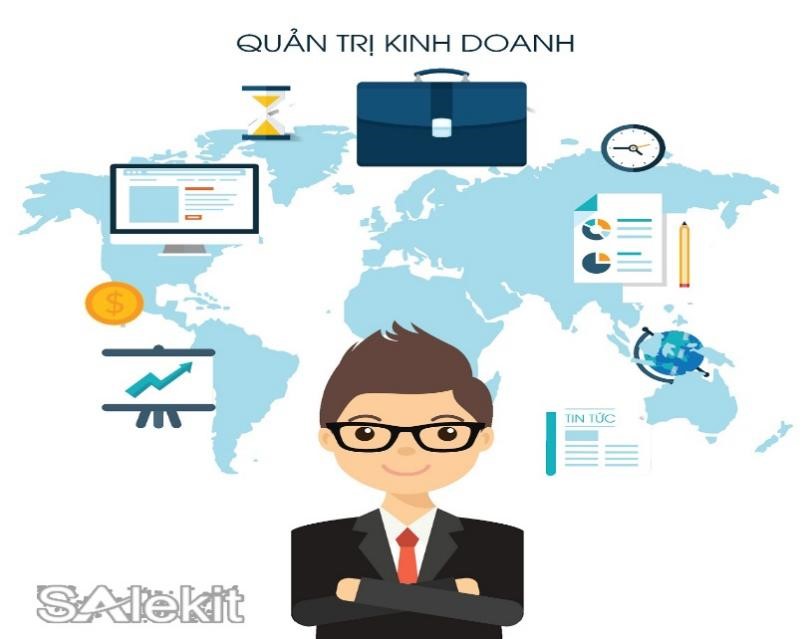 QUẢN TRỊ KINH DOANH
$
TIN TỨC
SAlekit